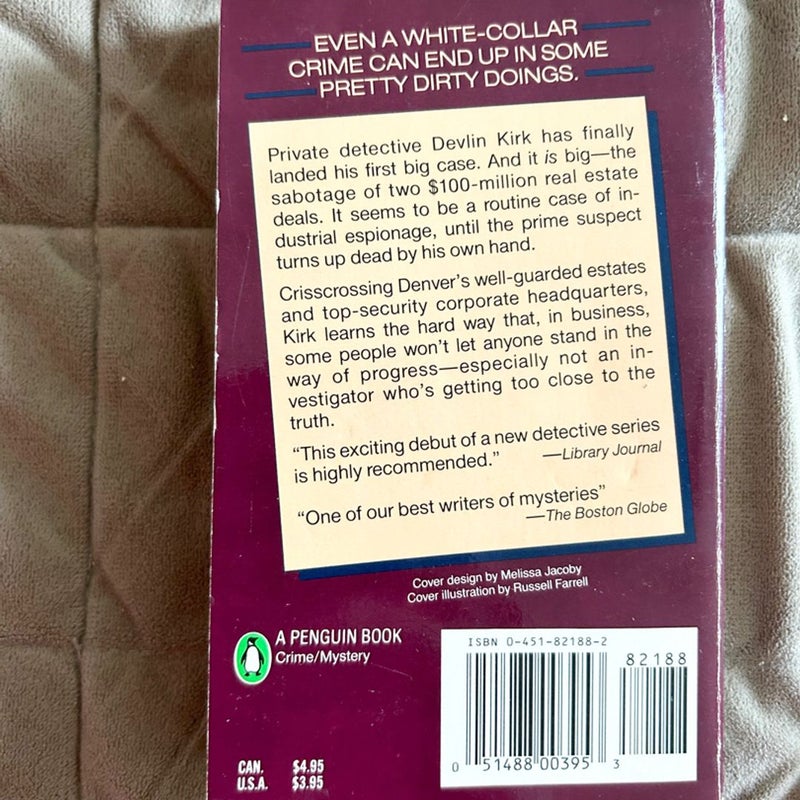 EVEN A WHITE-COLLAR
CRIME CAN END UP IN SOME
PRETTY DIRTY DOINGS.
Private detective Devlin Kirk has finally
landed his first big case. And it is big—the
sabotage of two $100-million real estate
deals. It seems to be a routine case of in-
dustrial espionage, until the prime suspect
turns up dead by his own hand.
Crisscrossing Denver's well-guarded estates
and top-security corporate headquarters,
Kirk learns the hard way that, in business,
some people won't let anyone stand in the
way of progress—especially not an in-
vestigator who's getting too close to the
truth.
“This exciting debut of a new detective series
is highly recommended.” —Library Journal
“One of our best writers of mysteries”
—The Boston Globe
Cover design by Melissa Jacoby
Cover illustration by Russell Farrell
A PENGUIN BOOK
Crime/Mystery
ISBN 0-451-82188-2
82188
0 51488 00395 3
CAN. $4.95
U.S.A. $3.95